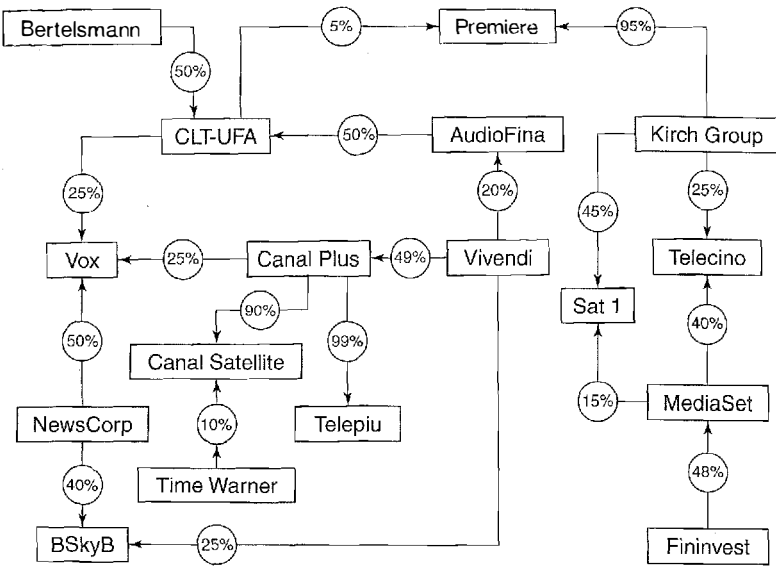 Bertelsmann
5%
Premiere
95%
50%
CLT-UFA
50%
AudioFina
Kirch Group
25%
20%
45%
25%
Vox
25%
Canal Plus
49%
Vivendi
Telecino
Sat 1
90%
50%
99%
40%
Canal Satellite
15%
MediaSet
NewsCorp
10%
Telepiu
40%
Time Warner
48%
BSkyB
25%
Fininvest